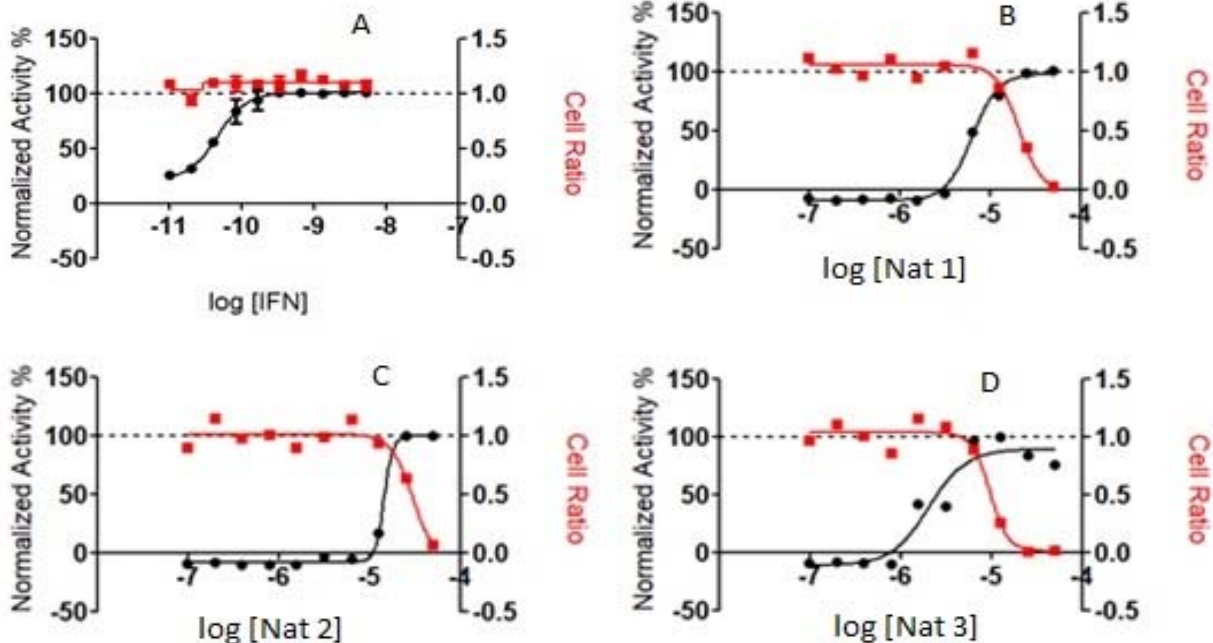 A
Normalized Activity %
150
100
50
0
-50
1.5
1.0
0.5
0.0
-0.5
Cell Ratio
-11 -10 -9 -8 -7
log [IFN]
B
Normalized Activity %
150
100
50
0
-50
1.5
1.0
0.5
0.0
-0.5
Cell Ratio
-7 -6 -5 -4
log [Nat 1]
C
Normalized Activity %
150
100
50
0
-50
1.5
1.0
0.5
0.0
-0.5
Cell Ratio
-7 -6 -5 -4
log [Nat 2]
D
Normalized Activity %
150
100
50
0
-50
1.5
1.0
0.5
0.0
-0.5
Cell Ratio
-7 -6 -5 -4
log [Nat 3]